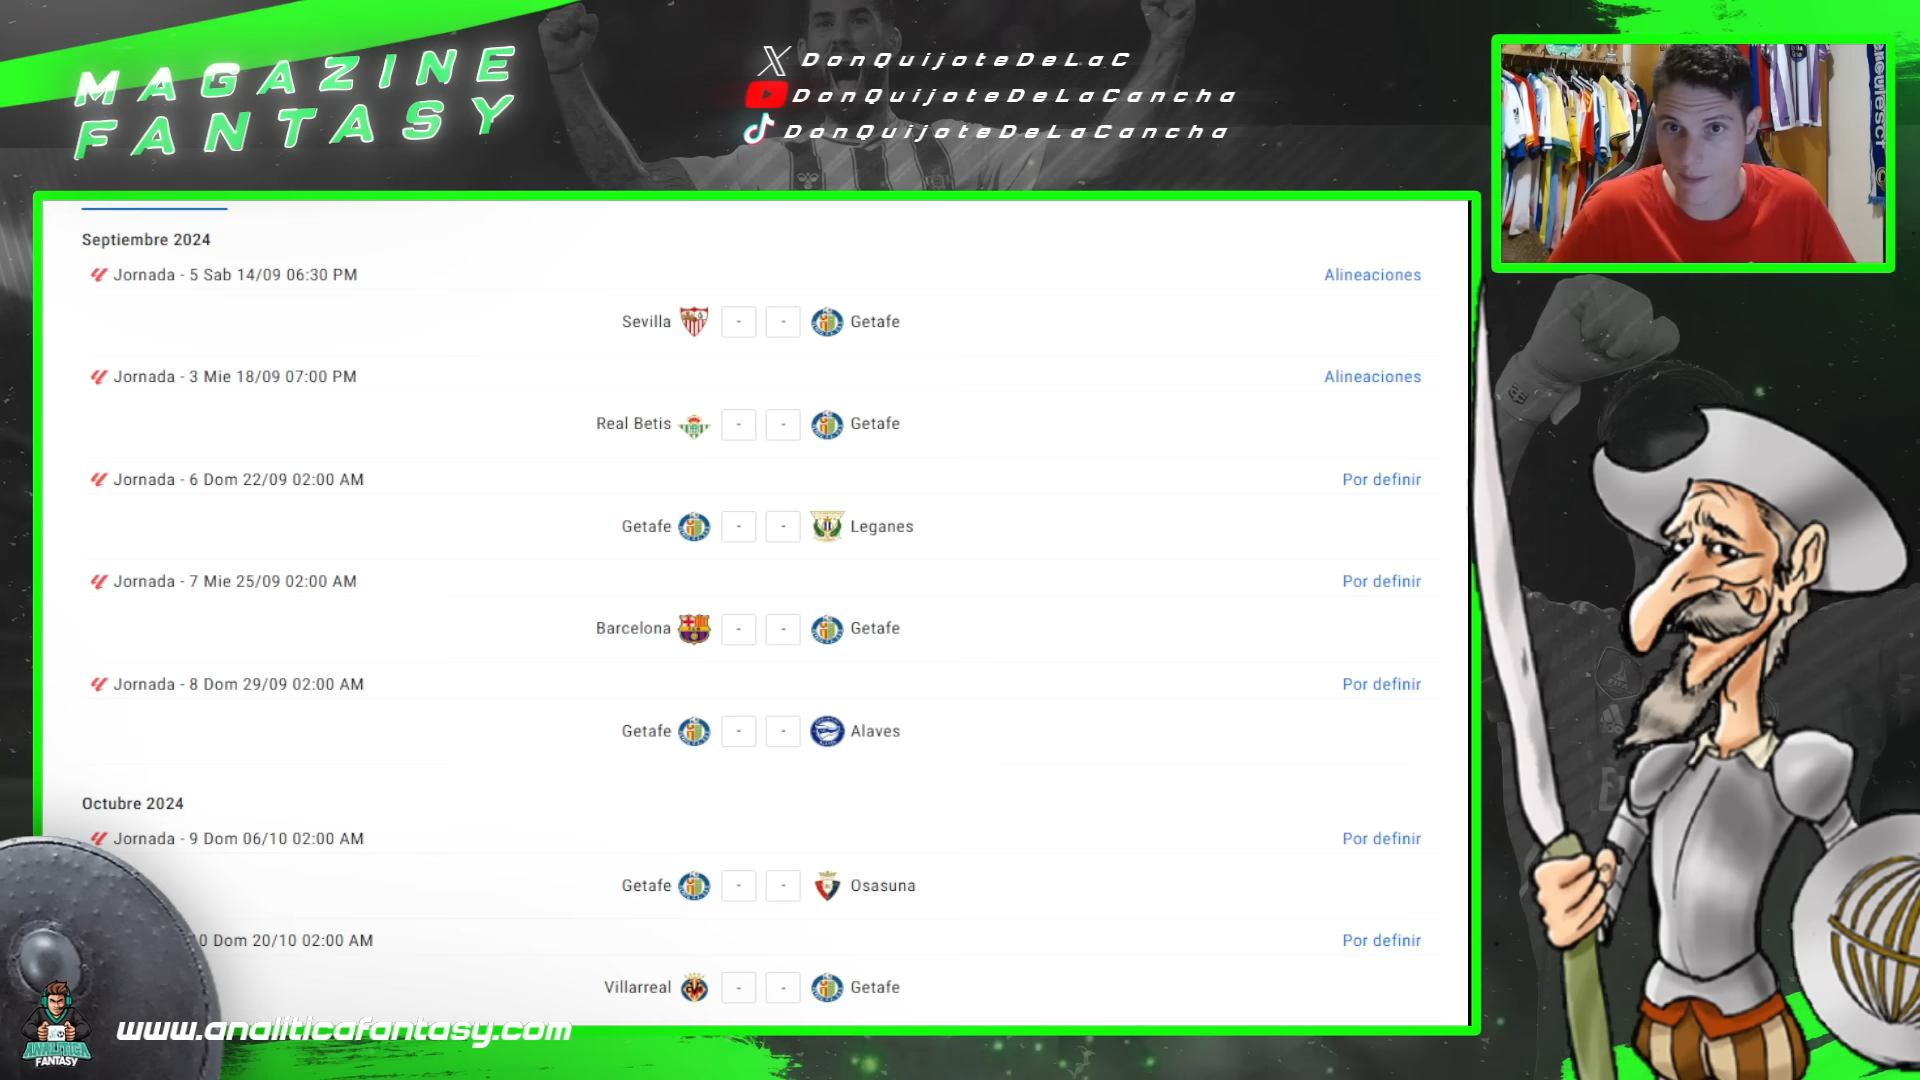 MAGAZINE
FANTASY
DonQuijoteDeLaC
DonQuijoteDeLaCancha
DonQuijoteDeLaCancha
Septiembre 2024
Jornada - 5 Sab 14/09 06:30 PM
Alineaciones
Sevilla - - Getafe
Jornada - 3 Mie 18/09 07:00 PM
Alineaciones
Real Betis - - Getafe
Jornada - 6 Dom 22/09 02:00 AM
Por definir
Getafe - - Leganes
Jornada - 7 Mie 25/09 02:00 AM
Por definir
Barcelona - - Getafe
Jornada - 8 Dom 29/09 02:00 AM
Por definir
Getafe - - Alaves
Octubre 2024
Jornada - 9 Dom 06/10 02:00 AM
Por definir
Getafe - - Osasuna
0 Dom 20/10 02:00 AM
Por definir
Villarreal - - Getafe
ANALITICA
FANTASY
www.analiticafantasy.com